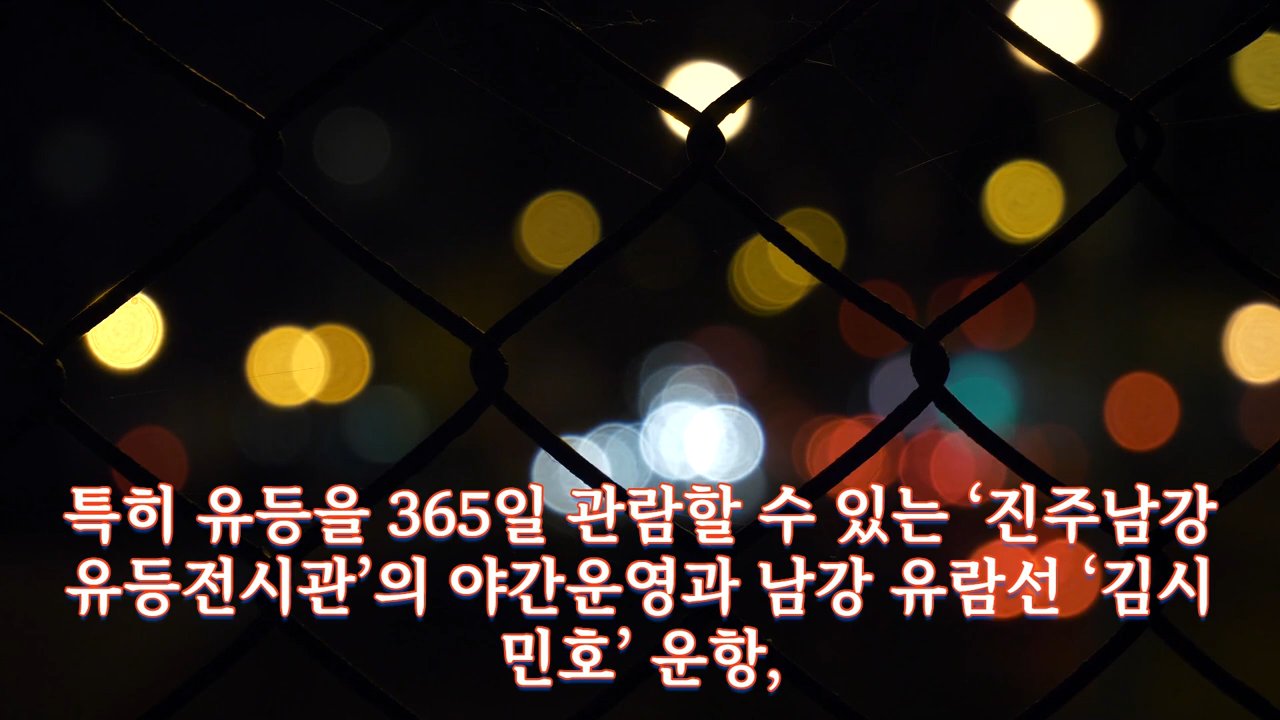 특히 유등을 365일 관람할 수 있는 ‘진주남강
유등전시관’의 야간운영과 남강 유람선 ‘김시
민호’ 운항,